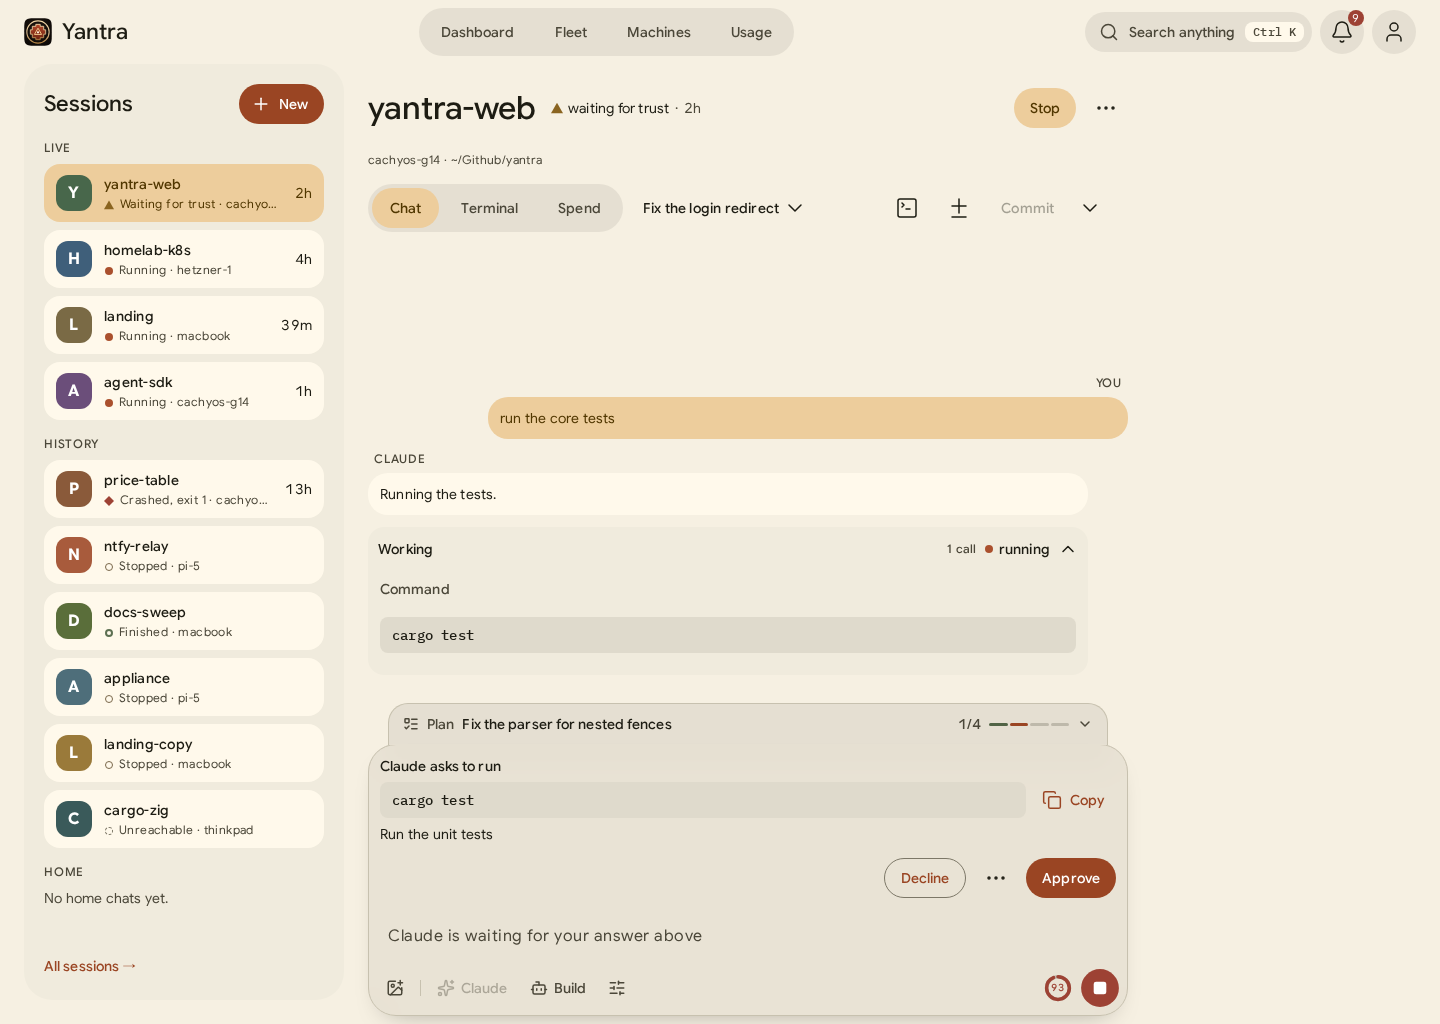 Yantra
Dashboard
Fleet
Machines
Usage
Search anything
Ctrl K
9
Sessions
New
LIVE
Y
yantra-web
Waiting for trust · cachyo...
2h
H
homelab-k8s
Running · hetzner-1
4h
L
landing
Running · macbook
39m
A
agent-sdk
Running · cachyos-g14
1h
HISTORY
P
price-table
Crashed, exit 1 · cachyo...
13h
N
ntfy-relay
Stopped · pi-5
D
docs-sweep
Finished · macbook
A
appliance
Stopped · pi-5
L
landing-copy
Stopped · macbook
C
cargo-zig
Unreachable · thinkpad
HOME
No home chats yet.
All sessions →
yantra-web
waiting for trust · 2h
Stop
cachyos-g14 · ~/Github/yantra
Chat
Terminal
Spend
Fix the login redirect
Commit
YOU
run the core tests
CLAUDE
Running the tests.
Working
1 call
running
Command
cargo test
Plan Fix the parser for nested fences
1/4
Claude asks to run
cargo test
Copy
Run the unit tests
Decline
Approve
Claude is waiting for your answer above
Claude
Build
93